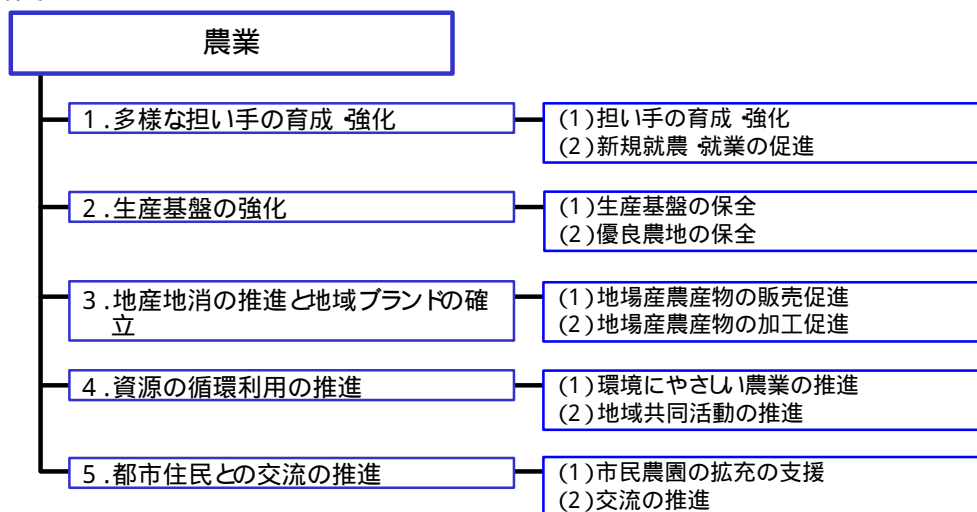 農業
1.多様な担い手の育成・強化
(1)担い手の育成・強化
(2)新規就農・就業の促進
2.生産基盤の強化
(1)生産基盤の保全
(2)優良農地の保全
3.地産地消の推進と地域ブランドの確
立
(1)地場産農産物の販売促進
(2)地場産農産物の加工促進
4.資源の循環利用の推進
(1)環境にやさしい農業の推進
(2)地域共同活動の推進
5.都市住民との交流の推進
(1)市民農園の拡充の支援
(2)交流の推進